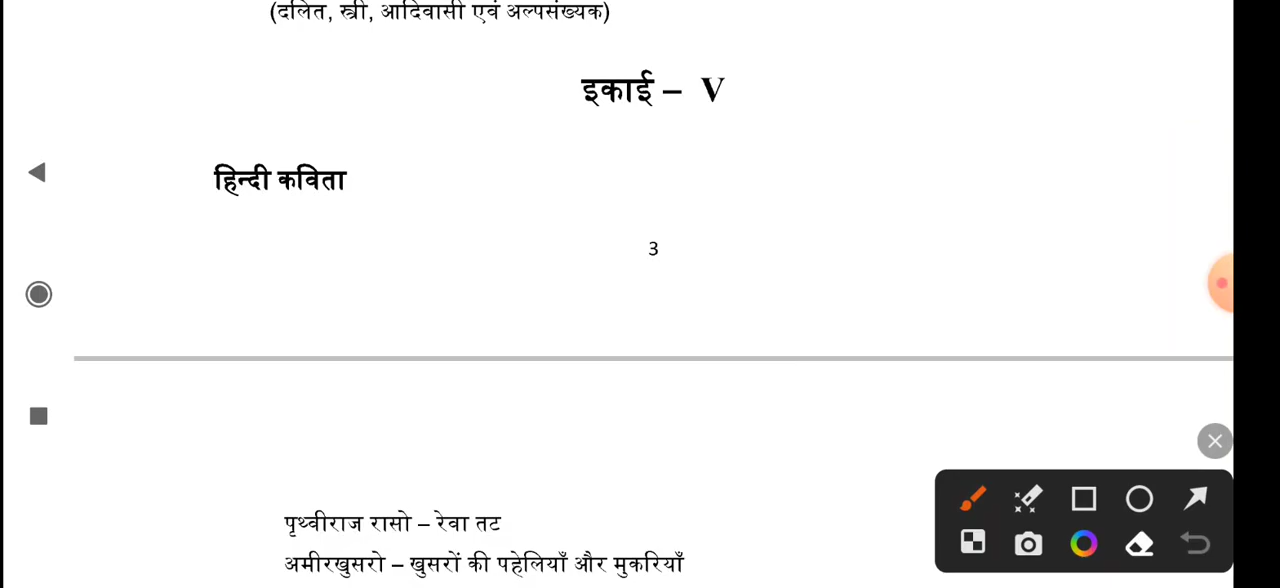 (दलित, स्त्री, आदिवासी एवं अल्पसंख्यक)
इकाई – V
हिन्दी कविता
3
पृथ्वीराज रासो – रेवा तट
अमीरखुसरो – खुसरों की पहेलियाँ और मुकरियाँ